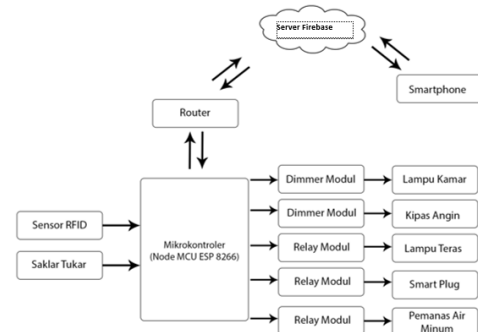 Server Firebase
Smartphone
Router
Dimmer Modul
Lampu Kamar
Dimmer Modul
Kipas Angin
Sensor RFID
Mikrokontroler
(Node MCU ESP 8266)
Relay Modul
Lampu Teras
Saklar Tukar
Relay Modul
Smart Plug
Relay Modul
Pemanas Air
Minum